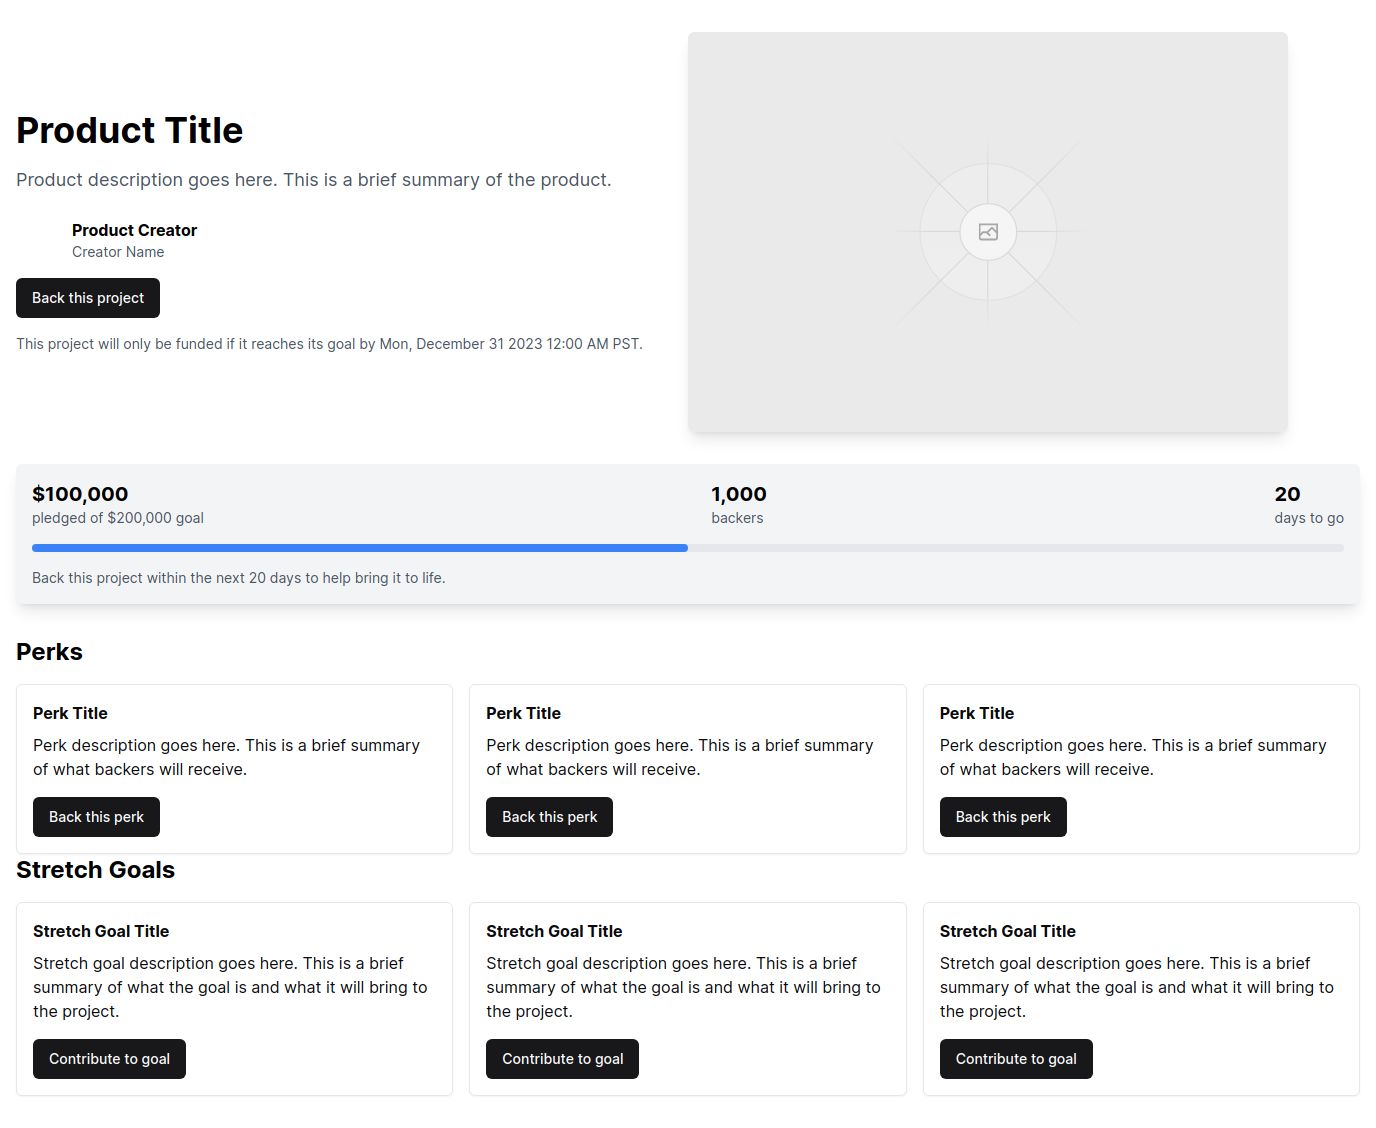 Product Title
Product description goes here. This is a brief summary of the product.
Product Creator
Creator Name
Back this project
This project will only be funded if it reaches its goal by Mon, December 31 2023 12:00 AM PST.
$100,000
pledged of $200,000 goal
1,000
backers
20
days to go
Back this project within the next 20 days to help bring it to life.
Perks
Perk Title
Perk description goes here. This is a brief summary
of what backers will receive.
Back this perk
Perk Title
Perk description goes here. This is a brief summary
of what backers will receive.
Back this perk
Perk Title
Perk description goes here. This is a brief summary
of what backers will receive.
Back this perk
Stretch Goals
Stretch Goal Title
Stretch goal description goes here. This is a brief
summary of what the goal is and what it will bring to
the project.
Contribute to goal
Stretch Goal Title
Stretch goal description goes here. This is a brief
summary of what the goal is and what it will bring to
the project.
Contribute to goal
Stretch Goal Title
Stretch goal description goes here. This is a brief
summary of what the goal is and what it will bring to
the project.
Contribute to goal